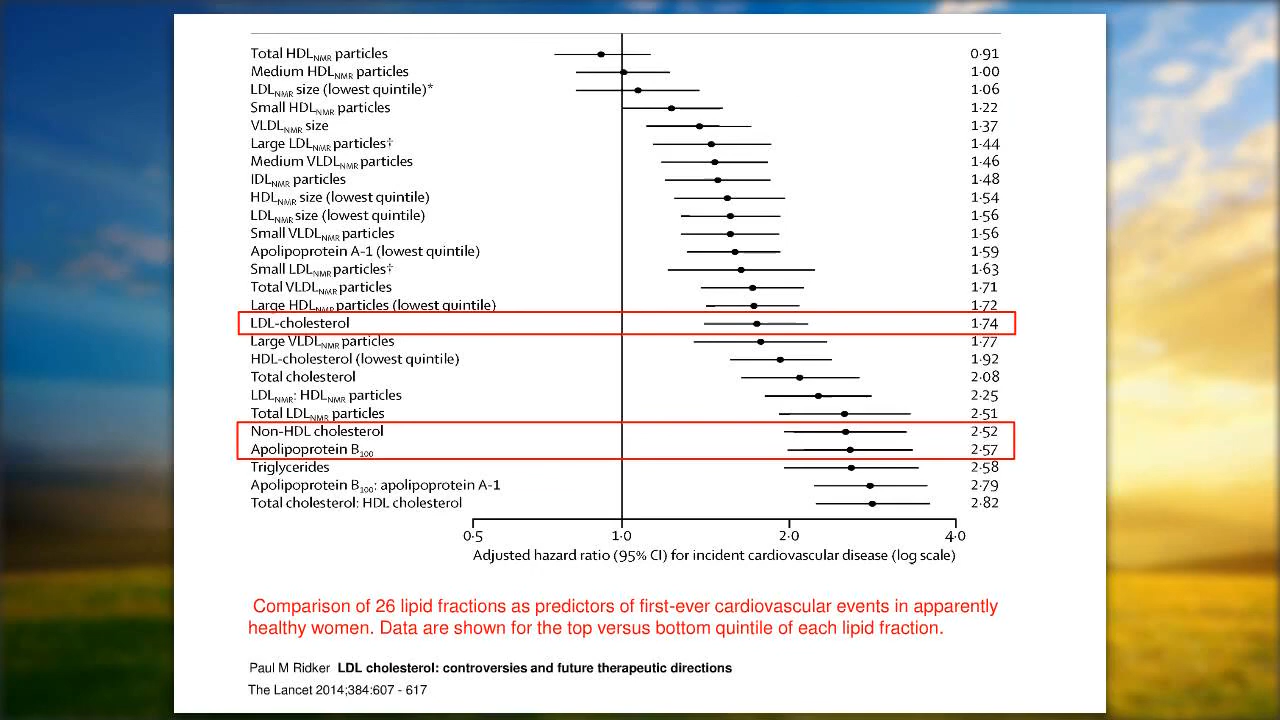 Total HDLNMR particles 0·91
Medium HDLNMR particles 1·00
LDLNMR size (lowest quintile)* 1·06
Small HDLNMR particles 1·22
VLDLNMR size 1·37
Large LDLNMR particles† 1·44
Medium VLDLNMR particles 1·46
IDLNMR particles 1·48
HDLNMR size (lowest quintile) 1·54
LDLNMR size (lowest quintile) 1·56
Small VLDLNMR particles 1·56
Apolipoprotein A-1 (lowest quintile) 1·59
Small LDLNMR particles† 1·63
Total VLDLNMR particles 1·71
Large HDLNMR particles (lowest quintile) 1·72
LDL-cholesterol 1·74
Large VLDLNMR particles 1·77
HDL-cholesterol (lowest quintile) 1·92
Total cholesterol 2·08
LDLNMR: HDLNMR particles 2·25
Total LDLNMR particles 2·51
Non-HDL cholesterol 2·52
Apolipoprotein B100 2·57
Triglycerides 2·58
Apolipoprotein B100: apolipoprotein A-1 2·79
Total cholesterol: HDL cholesterol 2·82
0·5 1·0 2·0 4·0
Adjusted hazard ratio (95% CI) for incident cardiovascular disease (log scale)
Comparison of 26 lipid fractions as predictors of first-ever cardiovascular events in apparently
healthy women. Data are shown for the top versus bottom quintile of each lipid fraction.
Paul M Ridker LDL cholesterol: controversies and future therapeutic directions
The Lancet 2014;384:607 - 617